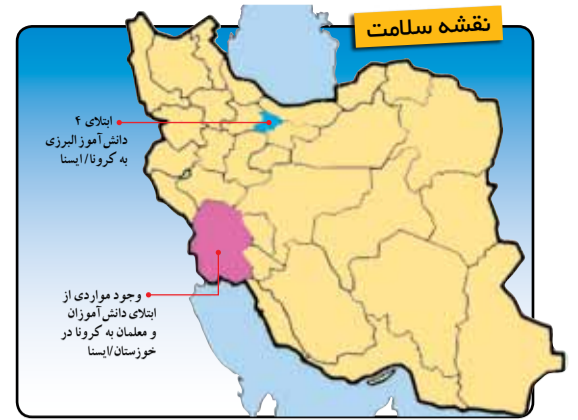 نقشه سلامت
ابتلای ۴
دانش‌آموز البرزی
به کرونا/ ایسنا
وجود مواردی از
ابتلای دانش‌آموزان
و معلمان به کرونا در
خوزستان/ایسنا